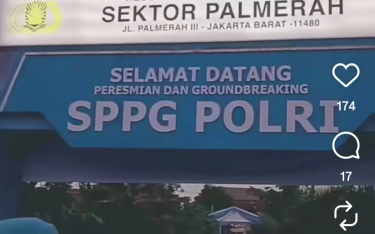 SEKTOR PALMERAH
JL. PALMERAH III - JAKARTA BARAT -11480
SELAMAT DATANG
PERESMIAN DAN GROUNDBREAKING
SPPG POLRI
174
17